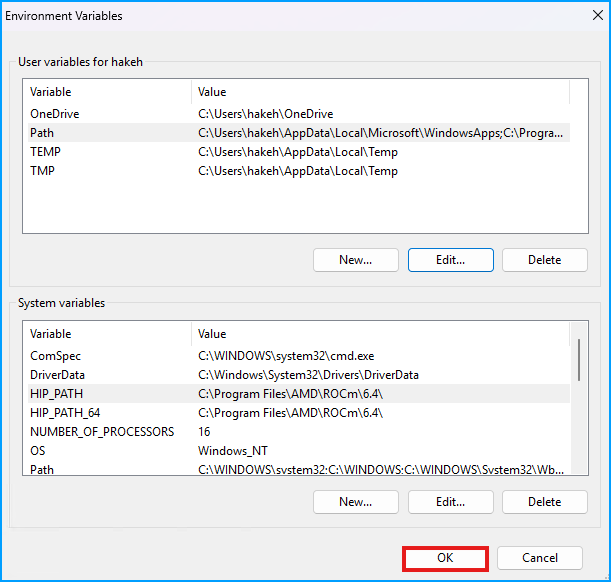 Environment Variables
User variables for hakeh
Variable Value
OneDrive C:\Users\hakeh\OneDrive
Path C:\Users\hakeh\AppData\Local\Microsoft\WindowsApps;C:\Progra...
TEMP C:\Users\hakeh\AppData\Local\Temp
TMP C:\Users\hakeh\AppData\Local\Temp
New... Edit... Delete
System variables
Variable Value
ComSpec C:\WINDOWS\system32\cmd.exe
DriverData C:\Windows\System32\Drivers\DriverData
HIP_PATH C:\Program Files\AMD\ROCm\6.4\
HIP_PATH_64 C:\Program Files\AMD\ROCm\6.4\
NUMBER_OF_PROCESSORS 16
OS Windows_NT
Path C:\WINDOWS\system32;C:\WINDOWS;C:\WINDOWS\System32\Wb...
New... Edit... Delete
OK Cancel